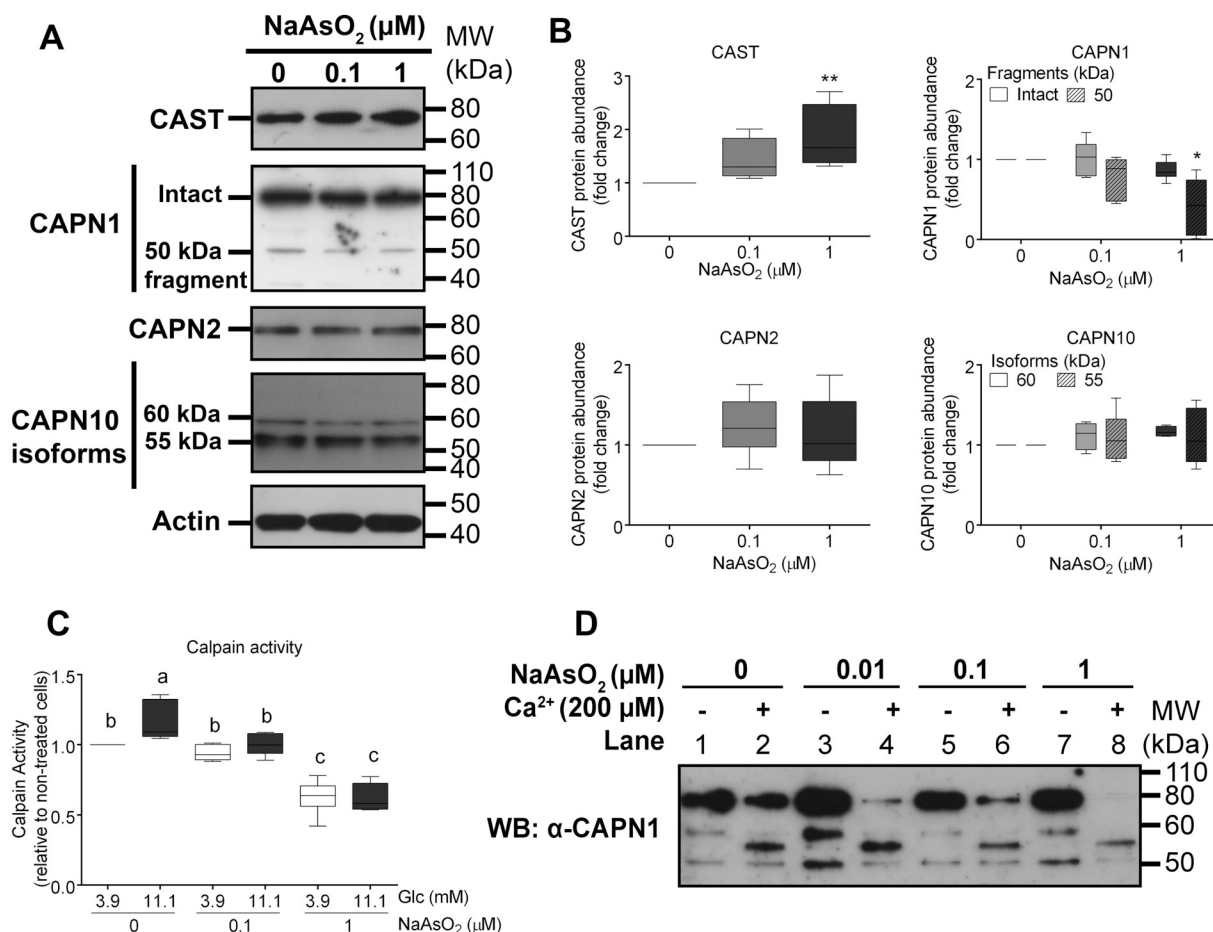 A
NaAsO2 (μM)
0 0.1 1
MW
(kDa)
CAST
80
60
CAPN1
Intact
50 kDa
fragment
110
80
60
50
40
CAPN2
80
60
CAPN10
isoforms
60 kDa
55 kDa
80
60
50
40
Actin
50
40
B
CAST
CAST protein abundance
(fold change)
3
2
1
0
**
0 0.1 1
NaAsO2 (μM)
CAPN1
Fragments (kDa)
Intact 50
CAPN1 protein abundance
(fold change)
2
1
0
*
0 0.1 1
NaAsO2 (μM)
CAPN2
CAPN2 protein abundance
(fold change)
2
1
0
0 0.1 1
NaAsO2 (μM)
CAPN10
Isoforms (kDa)
60 55
CAPN10 protein abundance
(fold change)
2
1
0
0 0.1 1
NaAsO2 (μM)
C
Calpain activity
Calpain Activity
(relative to non-treated cells)
1.5
1.0
0.5
0.0
b a b b c c
3.9 11.1 3.9 11.1 3.9 11.1 Glc (mM)
0 0.1 1 NaAsO2 (μM)
D
NaAsO2 (μM) 0 0.01 0.1 1
Ca2+ (200 μM) - + - + - + - + MW
Lane 1 2 3 4 5 6 7 8 (kDa)
WB: α-CAPN1
110
80
60
50